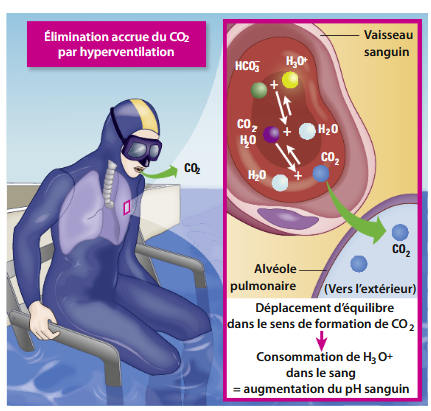 Élimination accrue du CO2
par hyperventilation
CO2
Vaisseau
sanguin
HCO3-
H3O+
+
CO2,
H2O
+
H2O
CO2
H2O
+
CO2
Alvéole
pulmonaire
(Vers l'extérieur)
Déplacement d'équilibre
dans le sens de formation de CO2
Consommation de H3O+
dans le sang
= augmentation du pH sanguin